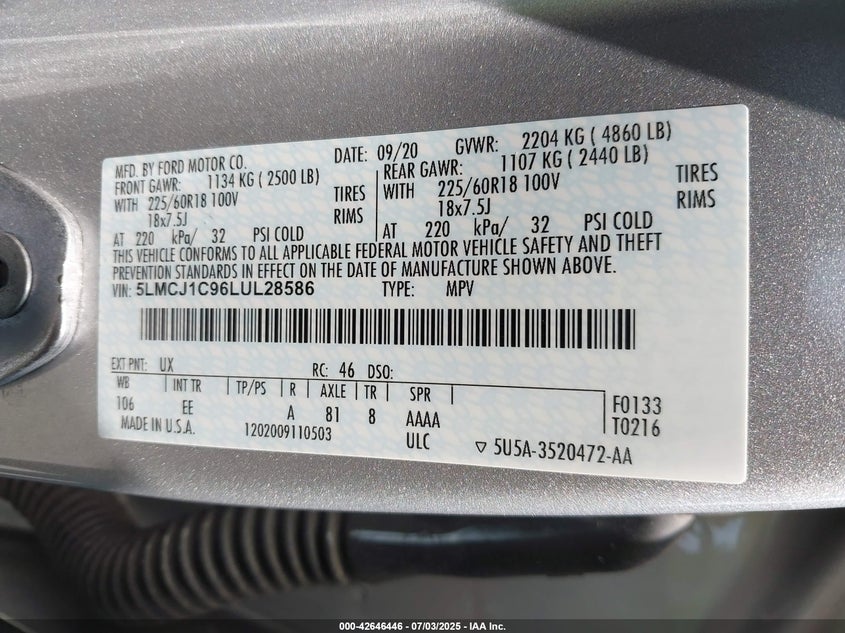 MFD. BY FORD MOTOR CO. DATE: 09/20 GVWR: 2204 KG ( 4860 LB)
FRONT GAWR: 1134 KG ( 2500 LB) REAR GAWR: 1107 KG ( 2440 LB)
WITH 225/60R18 100V TIRES WITH 225/60R18 100V TIRES
18x7.5J RIMS 18x7.5J RIMS
AT 220 kPa/ 32 PSI COLD AT 220 kPa/ 32 PSI COLD
THIS VEHICLE CONFORMS TO ALL APPLICABLE FEDERAL MOTOR VEHICLE SAFETY AND THEFT
PREVENTION STANDARDS IN EFFECT ON THE DATE OF MANUFACTURE SHOWN ABOVE.
VIN: 5LMCJ1C96LUL28586 TYPE: MPV
EXT PNT: UX RC: 46 DSO:
WB INT TR TP/PS R AXLE TR SPR
106 EE A 81 8 AAAA F0133
MADE IN U.S.A. 1202009110503 ULC T0216
▽ 5U5A-3520472-AA
000-42646446 - 07/03/2025 - IAA Inc.